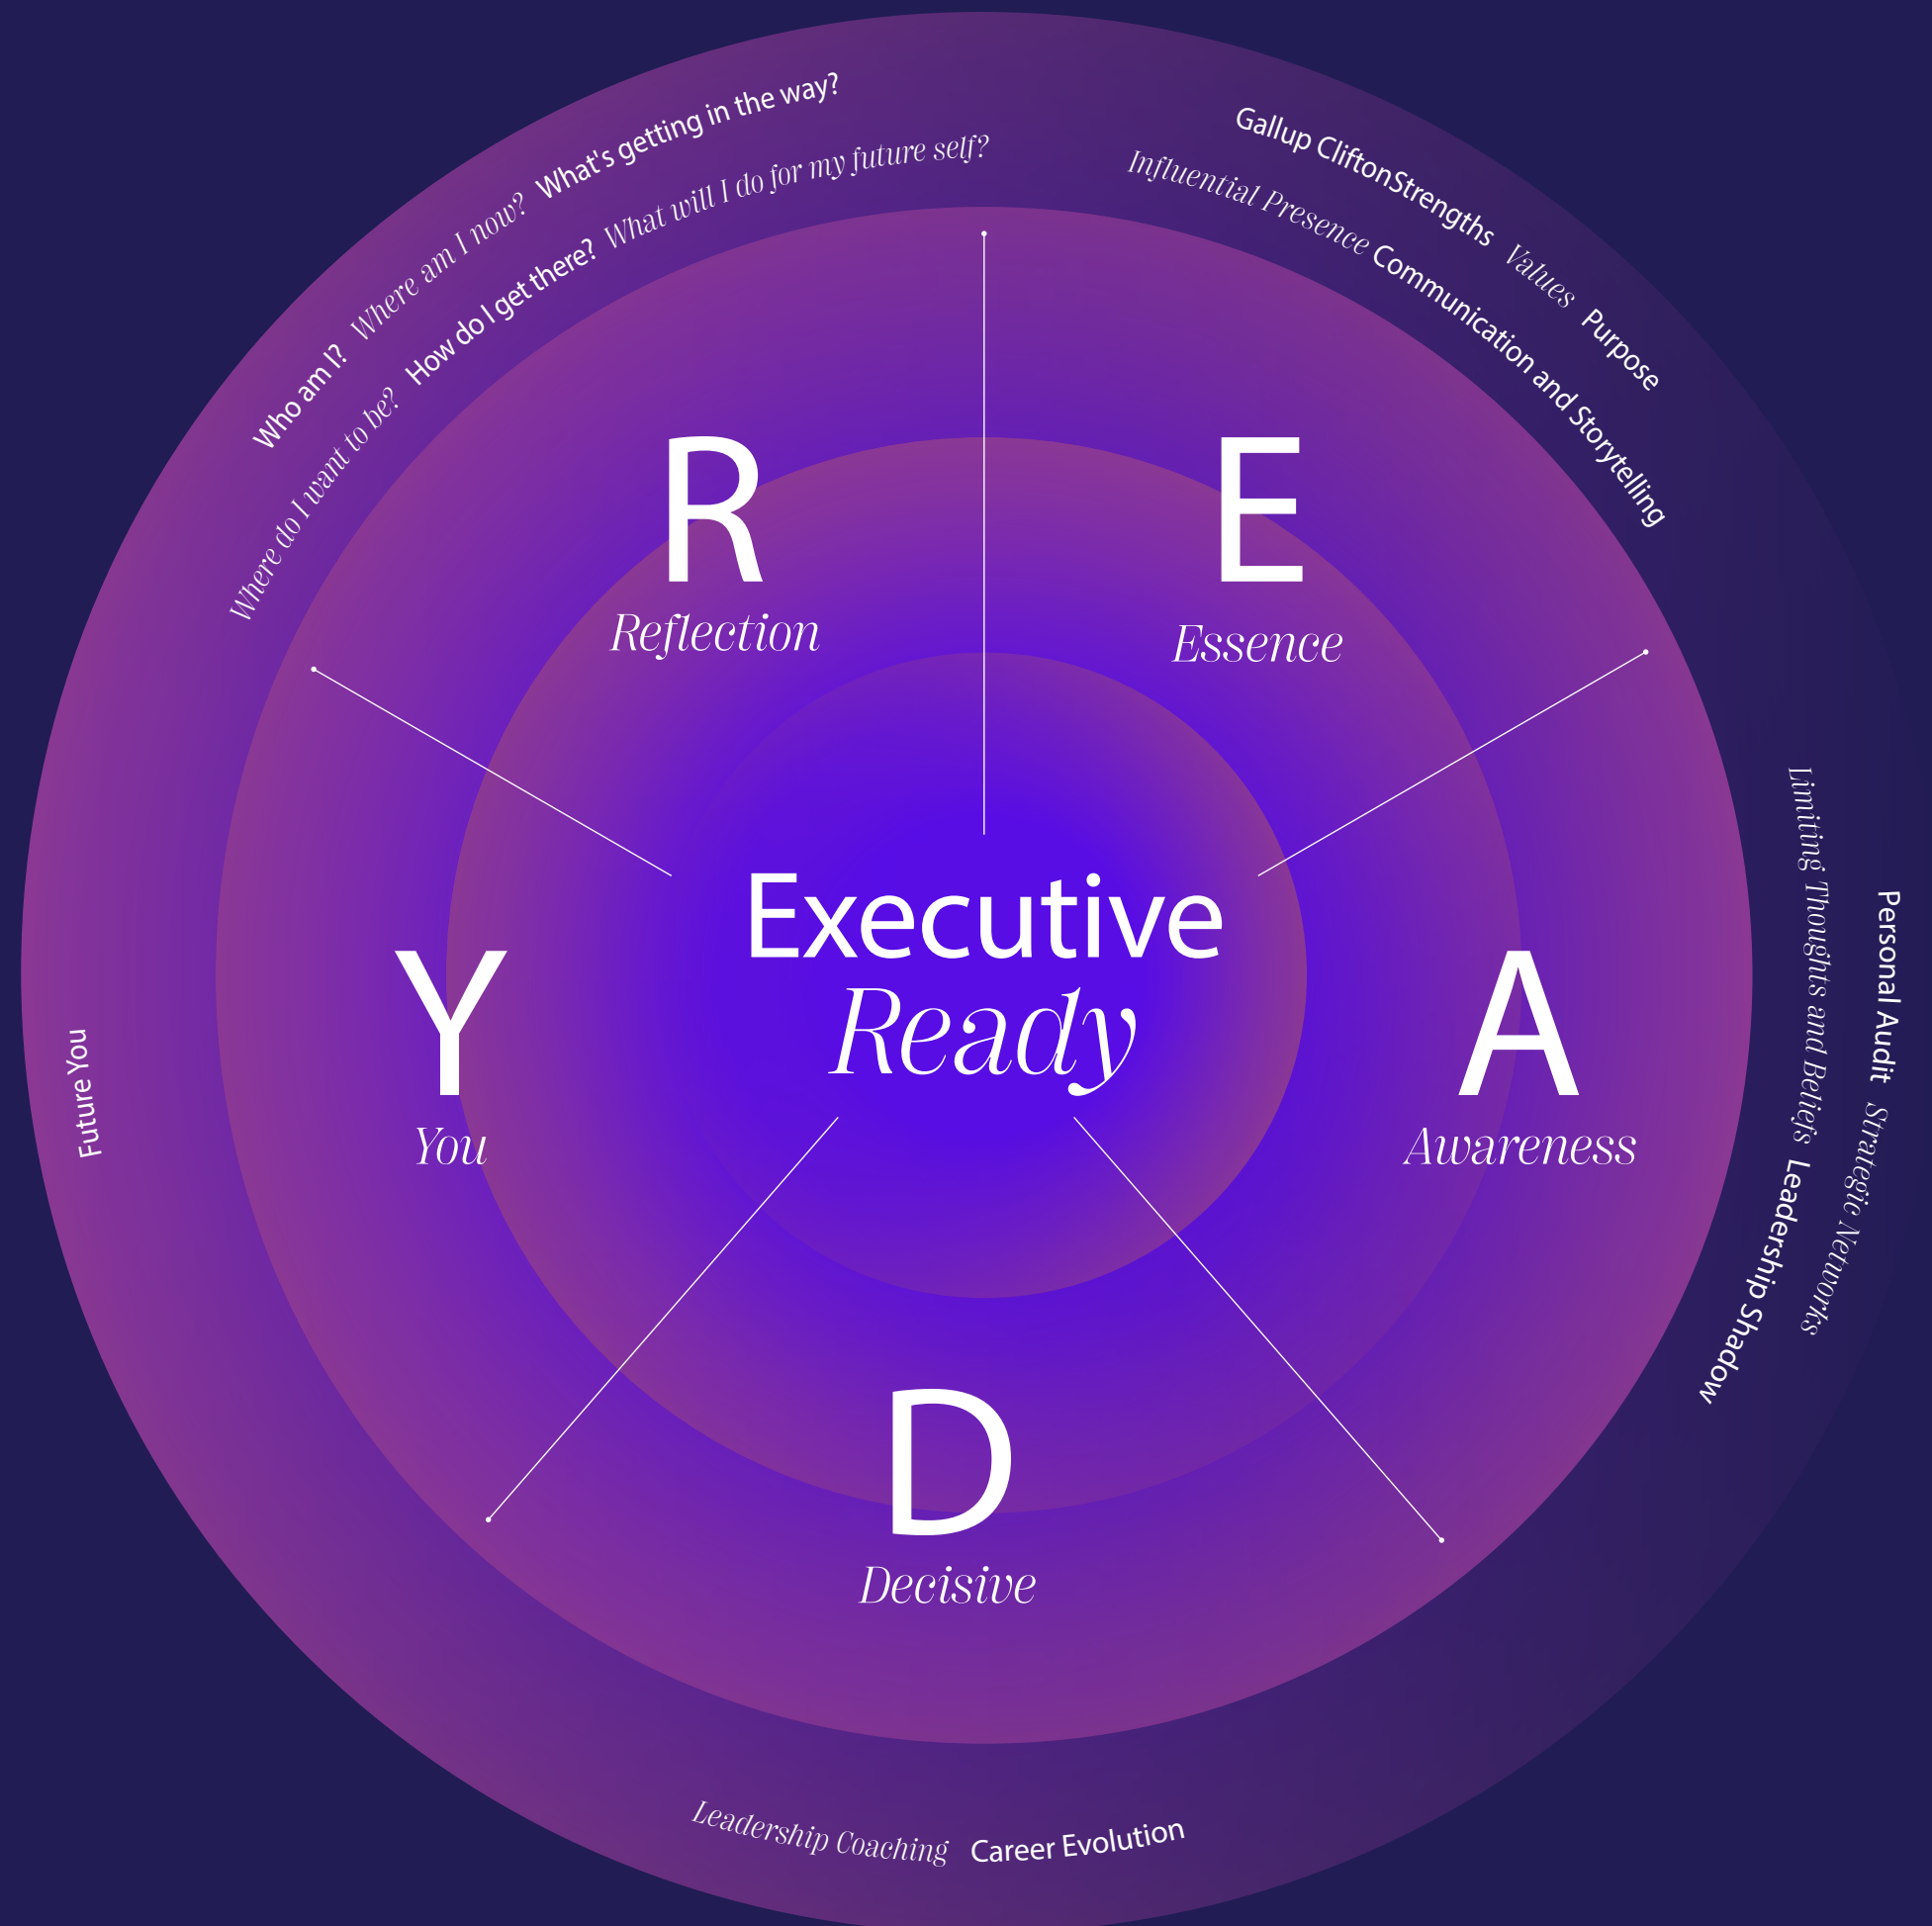 Who am I? Where am I now? What's getting in the way?
Where do I want to be? How do I get there? What will I do for my future self?
Gallup CliftonStrengths Values Purpose
Influential Presence Communication and Storytelling
R
Reflection
E
Essence
Executive
Ready
Y
You
A
Awareness
D
Decisive
Personal Audit Strategic Networks
Limiting Thoughts and Beliefs Leadership Shadow
Leadership Coaching Career Evolution
Future You